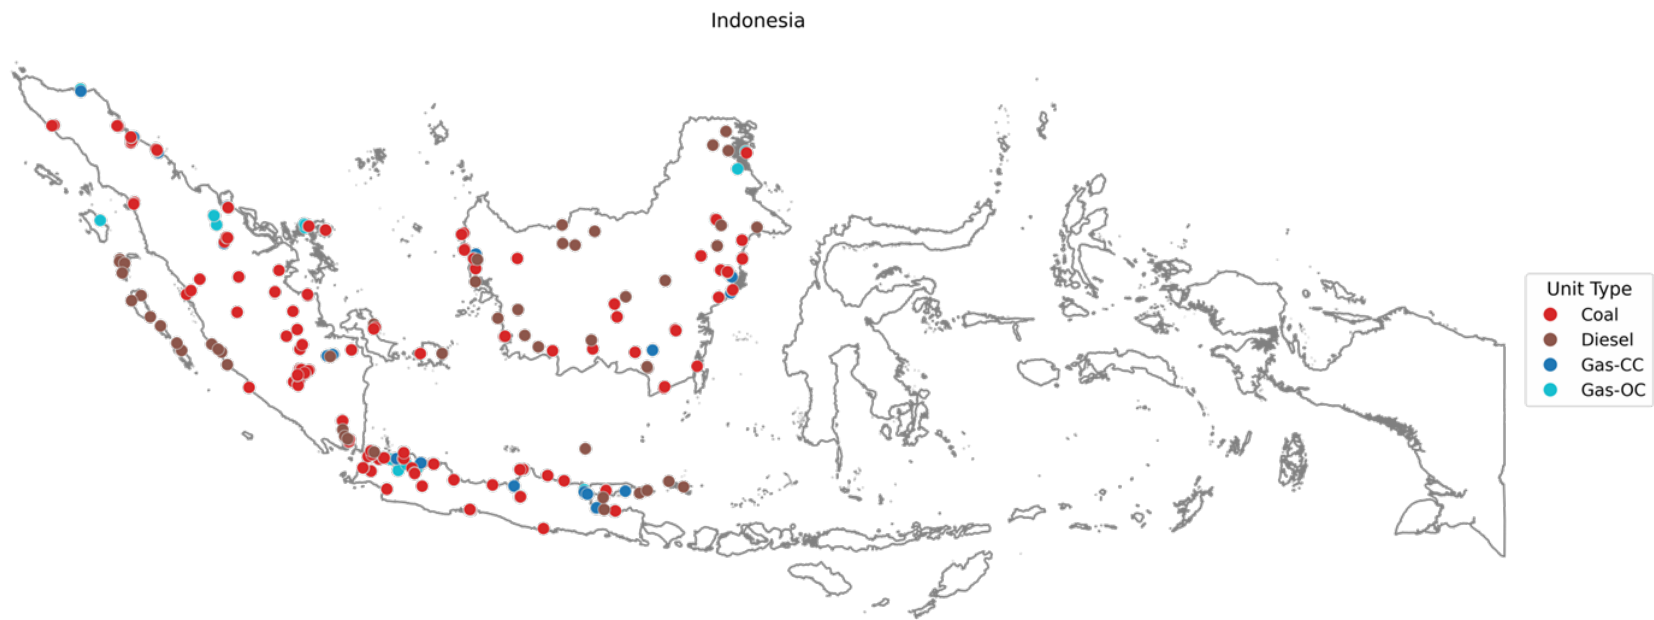 Indonesia
Unit Type
Coal
Diesel
Gas-CC
Gas-OC